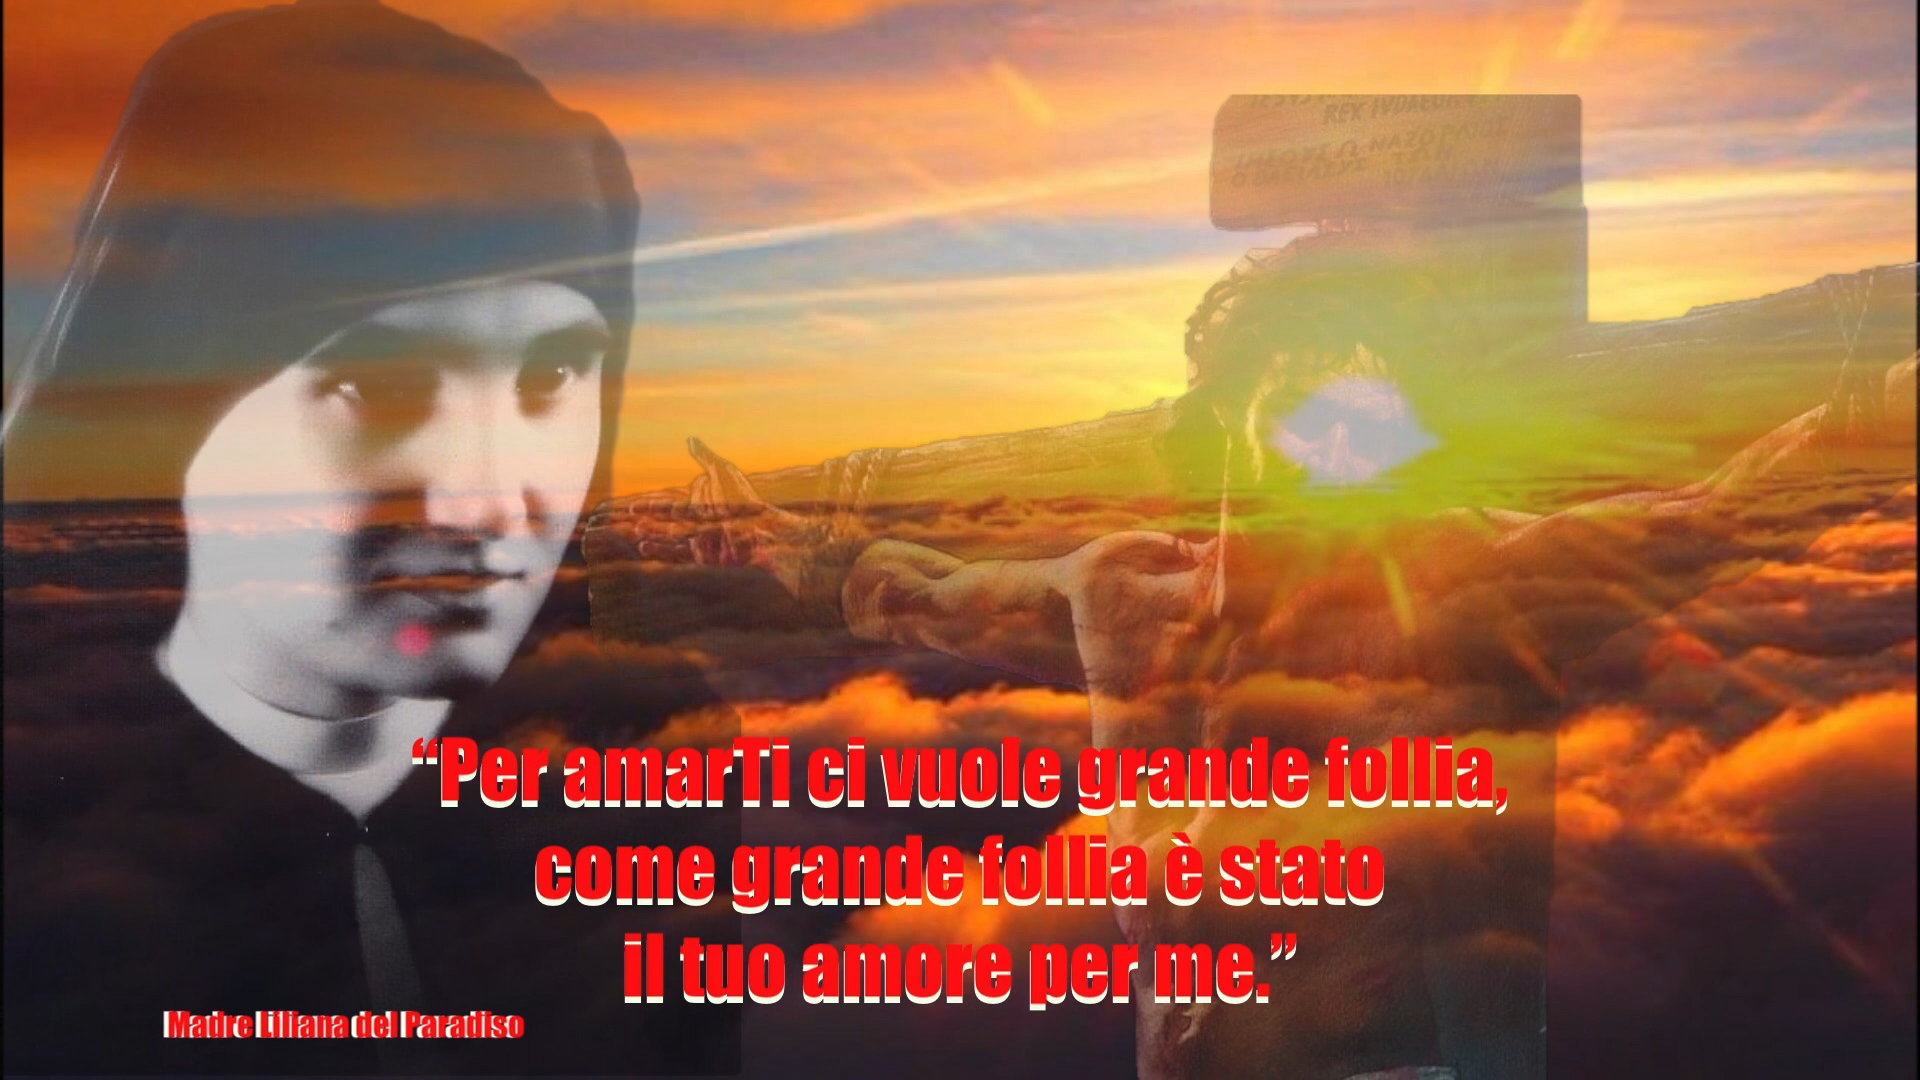 REX IVDAEORVM
“Per amarTi ci vuole grande follia,
come grande follia è stato
il tuo amore per me.”
Madre Liliana del Paradiso